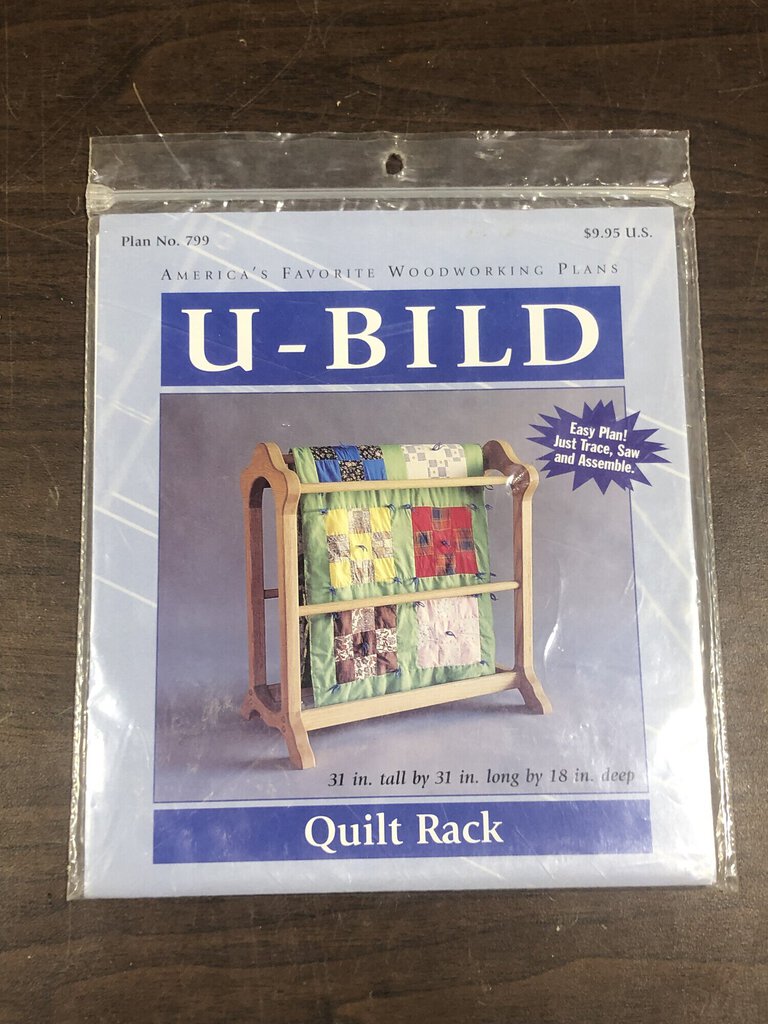 Plan No. 799
$9.95 U.S.
AMERICA'S FAVORITE WOODWORKING PLANS
U-BILD
Easy Plan!
Just Trace, Saw
and Assemble.
31 in. tall by 31 in. long by 18 in. deep
Quilt Rack